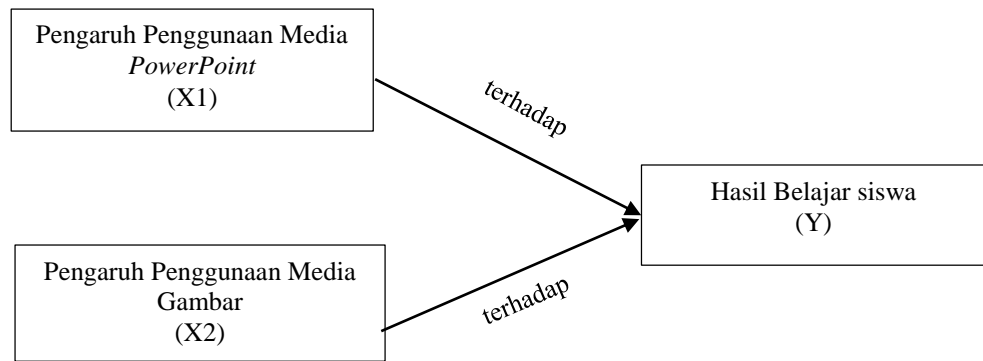 Pengaruh Penggunaan Media
PowerPoint
(X1)
terhadap
Hasil Belajar siswa
(Y)
Pengaruh Penggunaan Media
Gambar
(X2)
terhadap